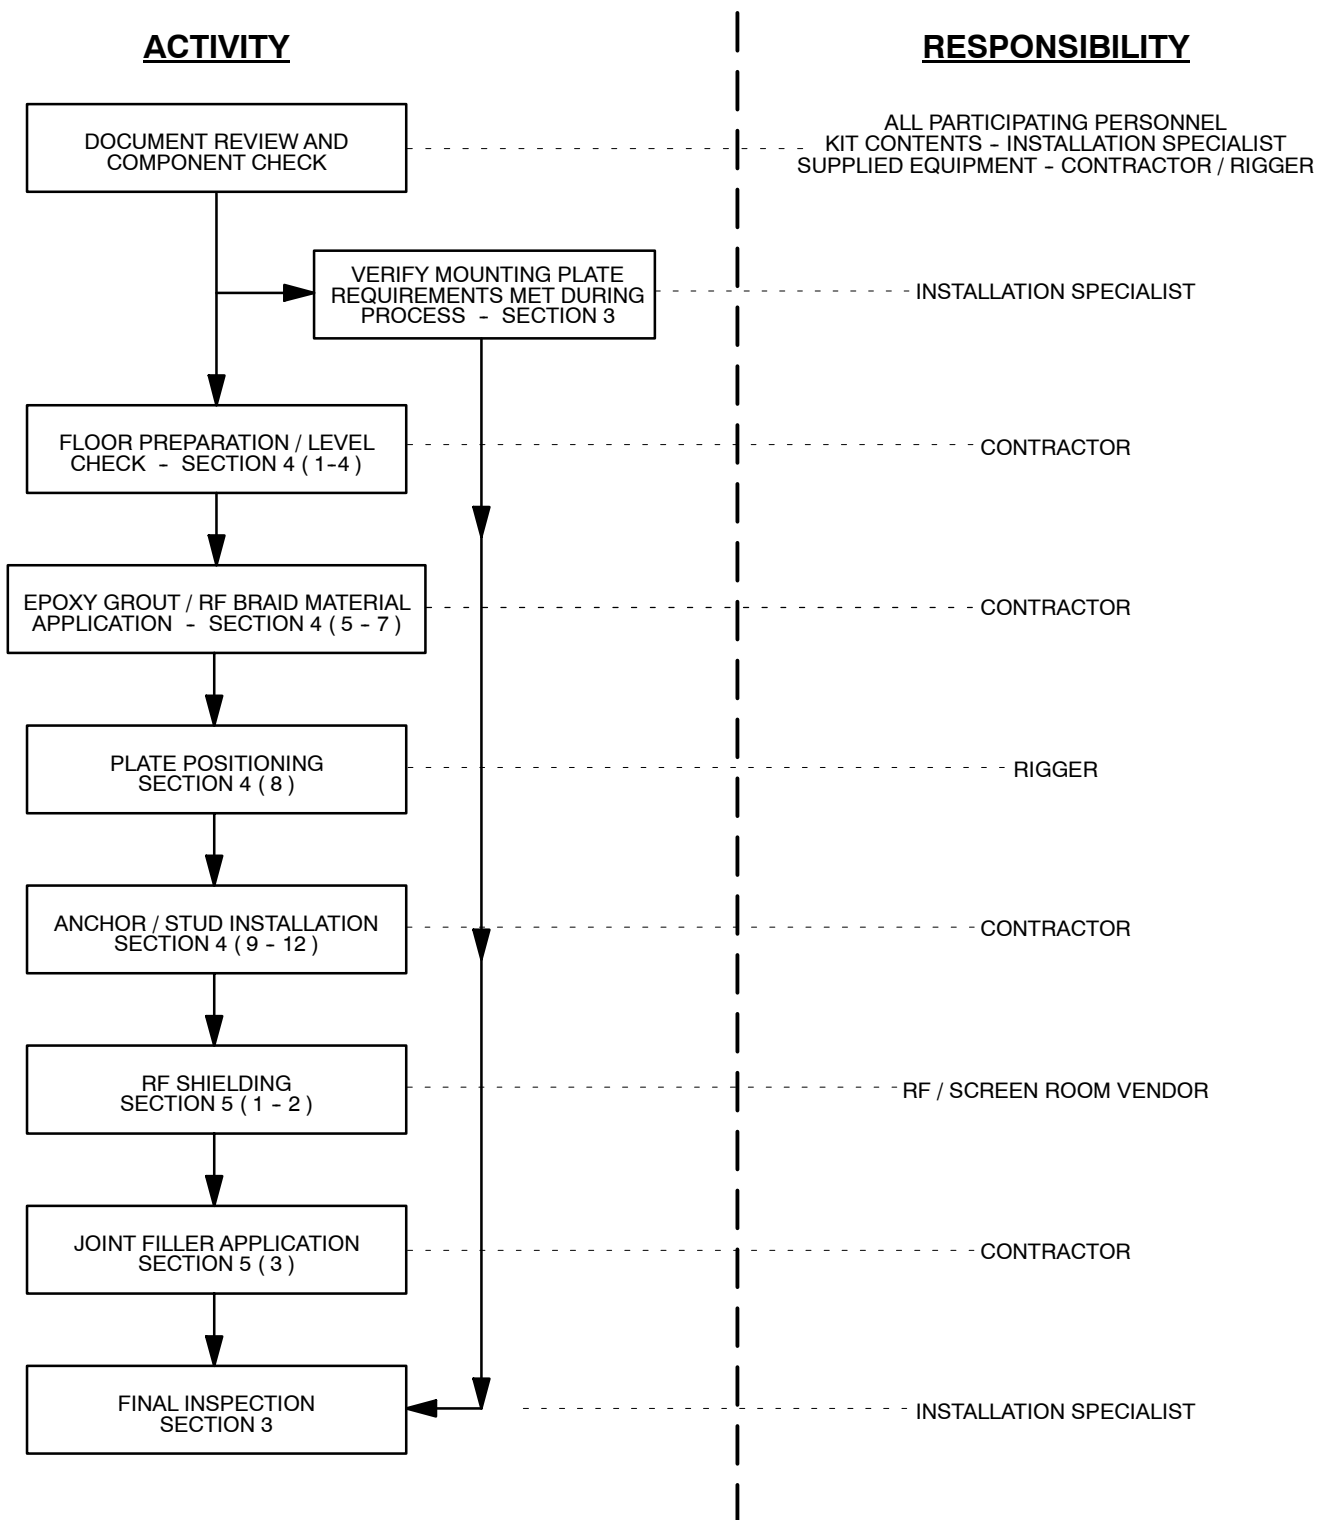 ACTIVITY
RESPONSIBILITY
DOCUMENT REVIEW AND
COMPONENT CHECK
ALL PARTICIPATING PERSONNEL
KIT CONTENTS - INSTALLATION SPECIALIST
SUPPLIED EQUIPMENT - CONTRACTOR / RIGGER
VERIFY MOUNTING PLATE
REQUIREMENTS MET DURING
PROCESS - SECTION 3
INSTALLATION SPECIALIST
FLOOR PREPARATION / LEVEL
CHECK - SECTION 4 ( 1-4 )
CONTRACTOR
EPOXY GROUT / RF BRAID MATERIAL
APPLICATION - SECTION 4 ( 5 - 7 )
CONTRACTOR
PLATE POSITIONING
SECTION 4 ( 8 )
RIGGER
ANCHOR / STUD INSTALLATION
SECTION 4 ( 9 - 12 )
CONTRACTOR
RF SHIELDING
SECTION 5 ( 1 - 2 )
RF / SCREEN ROOM VENDOR
JOINT FILLER APPLICATION
SECTION 5 ( 3 )
CONTRACTOR
FINAL INSPECTION
SECTION 3
INSTALLATION SPECIALIST